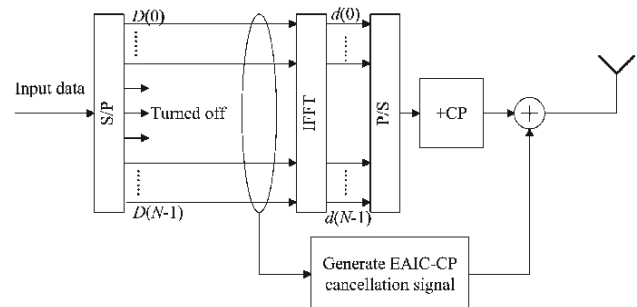 D(0)
d(0)
Input data
S/P
Turned off
IFFT
P/S
+CP
+
D(N-1)
d(N-1)
Generate EAIC-CP
cancellation signal